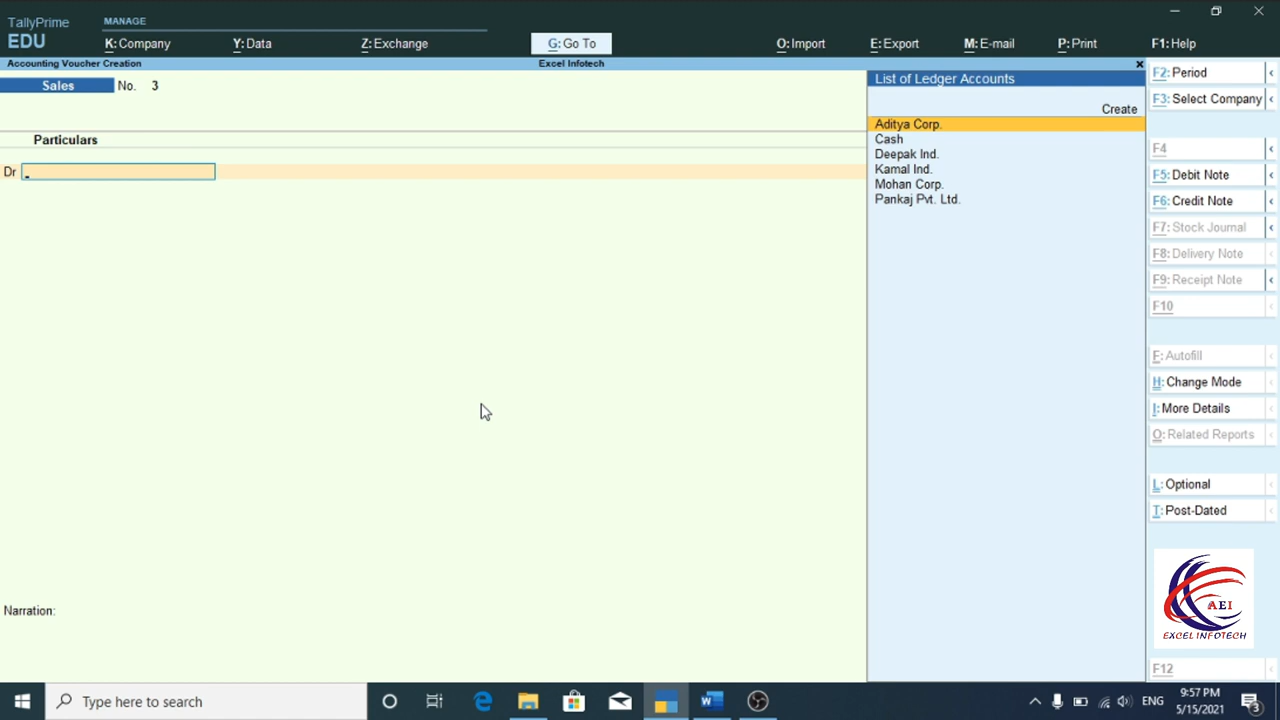 TallyPrime
EDU
MANAGE
K: Company
Y: Data
Z: Exchange
G: Go To
O: Import
E: Export
M: E-mail
P: Print
F1: Help
Accounting Voucher Creation
Excel Infotech
Sales No. 3
Particulars
Dr
Narration:
List of Ledger Accounts
Create
Aditya Corp.
Cash
Deepak Ind.
Kamal Ind.
Mohan Corp.
Pankaj Pvt. Ltd.
F2: Period
F3: Select Company
F4
F5: Debit Note
F6: Credit Note
F7: Stock Journal
F8: Delivery Note
F9: Receipt Note
F10
F: Autofill
H: Change Mode
I: More Details
O: Related Reports
L: Optional
T: Post-Dated
AEI
EXCEL INFOTECH
F12
Type here to search
ENG
9:57 PM
5/15/2021
3